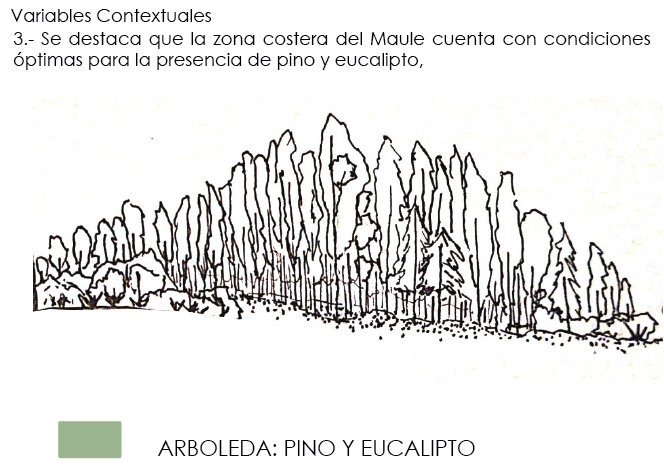 Variables Contextuales
3.- Se destaca que la zona costera del Maule cuenta con condiciones
óptimas para la presencia de pino y eucalipto,
ARBOLEDA: PINO Y EUCALIPTO